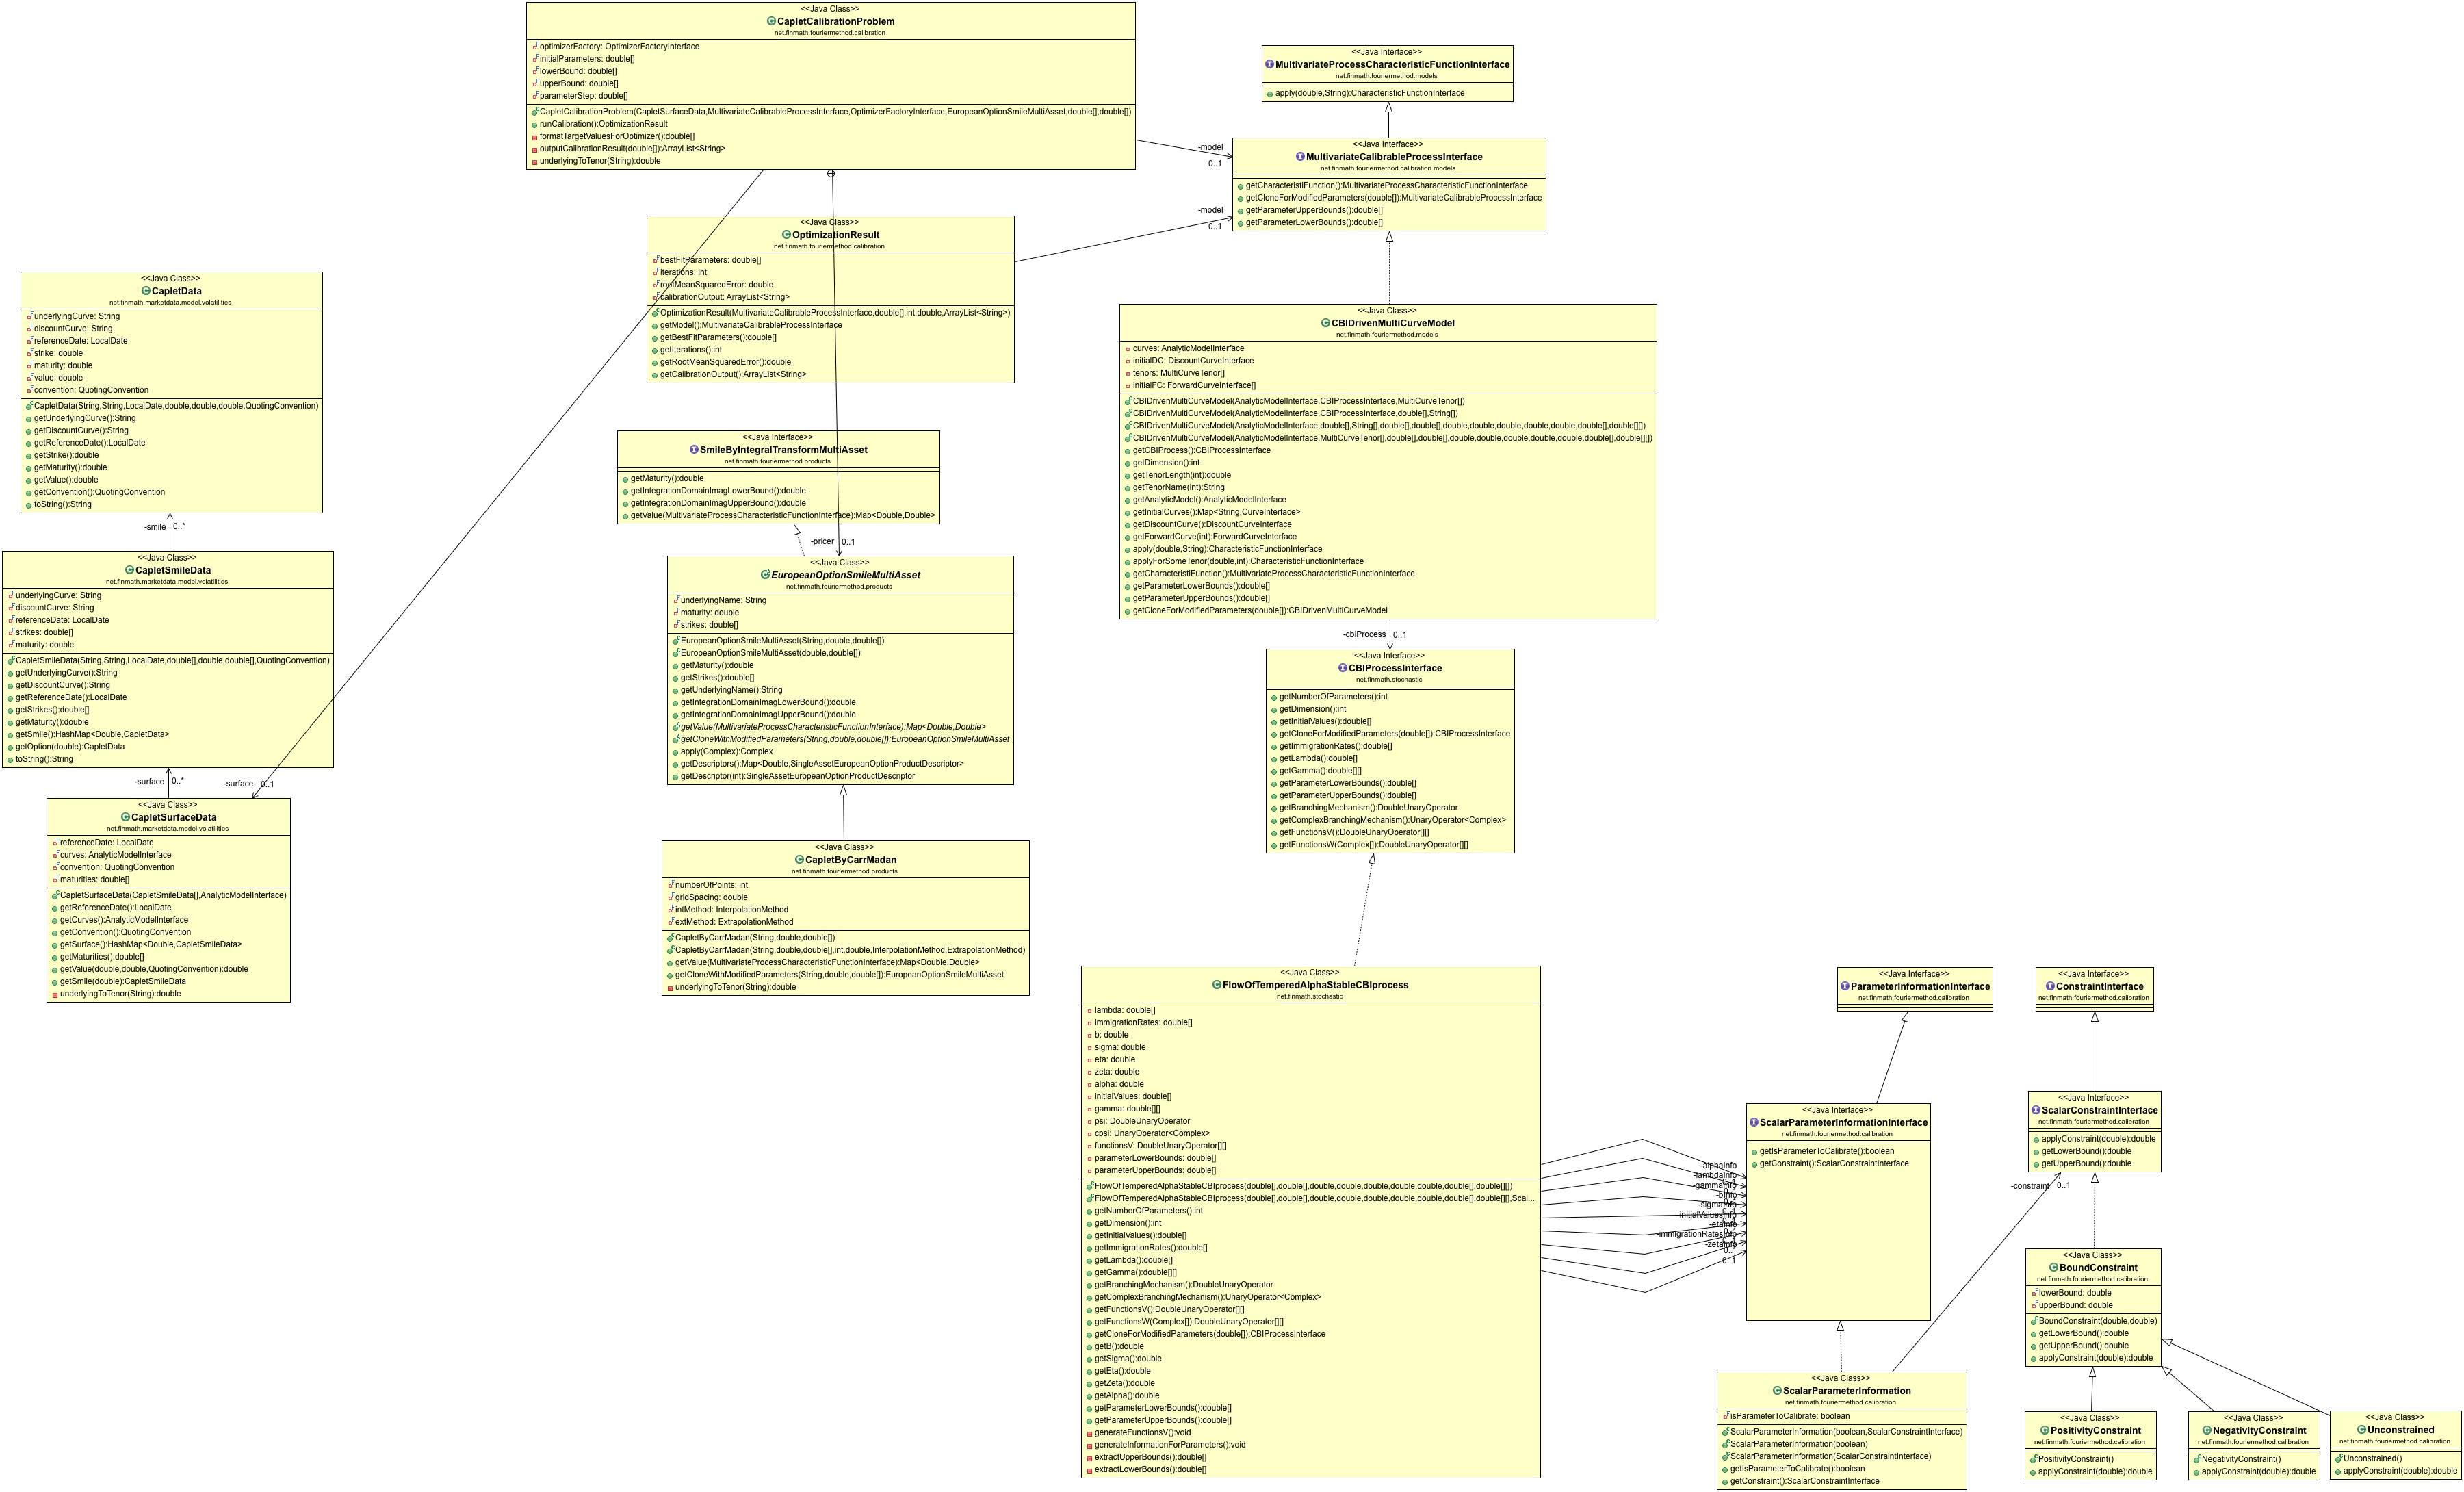 <<Java Class>>
CapletCalibrationProblem
net.finmath.fouriermethod.calibration
optimizerFactory: OptimizerFactoryInterface
initialParameters: double[]
lowerBound: double[]
upperBound: double[]
parameterStep: double[]
CapletCalibrationProblem(CapletSurfaceData,MultivariateCalibrableProcessInterface,OptimizerFactoryInterface,EuropeanOptionSmileMultiAsset,double[],double[])
runCalibration():OptimizationResult
formatTargetValuesForOptimizer():double[]
outputCalibrationResult(double[]):ArrayList<String>
underlyingToTenor(String):double
<<Java Interface>>
MultivariateProcessCharacteristicFunctionInterface
net.finmath.fouriermethod.models
apply(double,String):CharacteristicFunctionInterface
-model
0..1
<<Java Interface>>
MultivariateCalibrableProcessInterface
net.finmath.fouriermethod.calibration.models
getCharacteristiFunction():MultivariateProcessCharacteristicFunctionInterface
getCloneForModifiedParameters(double[]):MultivariateCalibrableProcessInterface
getParameterUpperBounds():double[]
getParameterLowerBounds():double[]
-model
0..1
<<Java Class>>
OptimizationResult
net.finmath.fouriermethod.calibration
bestFitParameters: double[]
iterations: int
rootMeanSquaredError: double
calibrationOutput: ArrayList<String>
OptimizationResult(MultivariateCalibrableProcessInterface,double[],int,double,ArrayList<String>)
getModel():MultivariateCalibrableProcessInterface
getBestFitParameters():double[]
getIterations():int
getRootMeanSquaredError():double
getCalibrationOutput():ArrayList<String>
<<Java Class>>
CapletData
net.finmath.marketdata.model.volatilities
underlyingCurve: String
discountCurve: String
referenceDate: LocalDate
strike: double
maturity: double
value: double
convention: QuotingConvention
CapletData(String,String,LocalDate,double,double,double,QuotingConvention)
getUnderlyingCurve():String
getDiscountCurve():String
getReferenceDate():LocalDate
getStrike():double
getMaturity():double
getValue():double
getConvention():QuotingConvention
toString():String
-smile
0..*
<<Java Class>>
CBIDrivenMultiCurveModel
net.finmath.fouriermethod.models
curves: AnalyticModelInterface
initialDC: DiscountCurveInterface
tenors: MultiCurveTenor[]
initialFC: ForwardCurveInterface[]
CBIDrivenMultiCurveModel(AnalyticModelInterface,CBIProcessInterface,MultiCurveTenor[])
CBIDrivenMultiCurveModel(AnalyticModelInterface,CBIProcessInterface,double[],String[])
CBIDrivenMultiCurveModel(AnalyticModelInterface,double[],String[],double[],double[],double,double,double,double,double,double[],double[][])
CBIDrivenMultiCurveModel(AnalyticModelInterface,MultiCurveTenor[],double[],double[],double,double,double,double,double,double[],double[][])
getCBIProcess():CBIProcessInterface
getDimension():int
getTenorLength(int):double
getTenorName(int):String
getAnalyticModel():AnalyticModelInterface
getInitialCurves():Map<String,CurveInterface>
getDiscountCurve():DiscountCurveInterface
getForwardCurve(int):ForwardCurveInterface
apply(double,String):CharacteristicFunctionInterface
applyForSomeTenor(double,int):CharacteristicFunctionInterface
getCharacteristiFunction():MultivariateProcessCharacteristicFunctionInterface
getParameterLowerBounds():double[]
getParameterUpperBounds():double[]
getCloneForModifiedParameters(double[]):CBIDrivenMultiCurveModel
-cbiProcess
0..1
<<Java Interface>>
SmileByIntegralTransformMultiAsset
net.finmath.fouriermethod.products
getMaturity():double
getIntegrationDomainImagLowerBound():double
getIntegrationDomainImagUpperBound():double
getValue(MultivariateProcessCharacteristicFunctionInterface):Map<Double,Double>
-pricer
0..1
<<Java Class>>
CapletSmileData
net.finmath.marketdata.model.volatilities
underlyingCurve: String
discountCurve: String
referenceDate: LocalDate
strikes: double[]
maturity: double
CapletSmileData(String,String,LocalDate,double[],double,double[],QuotingConvention)
getUnderlyingCurve():String
getDiscountCurve():String
getReferenceDate():LocalDate
getStrikes():double[]
getMaturity():double
getSmile():HashMap<Double,CapletData>
getOption(double):CapletData
toString():String
-surface
0..*
-surface
0..1
<<Java Class>>
EuropeanOptionSmileMultiAsset
net.finmath.fouriermethod.products
underlyingName: String
maturity: double
strikes: double[]
EuropeanOptionSmileMultiAsset(String,double,double[])
EuropeanOptionSmileMultiAsset(double,double[])
getMaturity():double
getStrikes():double[]
getUnderlyingName():String
getIntegrationDomainImagLowerBound():double
getIntegrationDomainImagUpperBound():double
getValue(MultivariateProcessCharacteristicFunctionInterface):Map<Double,Double>
getCloneWithModifiedParameters(String,double,double[]):EuropeanOptionSmileMultiAsset
apply(Complex):Complex
getDescriptors():Map<Double,SingleAssetEuropeanOptionProductDescriptor>
getDescriptor(int):SingleAssetEuropeanOptionProductDescriptor
<<Java Interface>>
CBIProcessInterface
net.finmath.stochastic
getNumberOfParameters():int
getDimension():int
getInitialValues():double[]
getCloneForModifiedParameters(double[]):CBIProcessInterface
getImmigrationRates():double[]
getLambda():double[]
getGamma():double[][]
getParameterLowerBounds():double[]
getParameterUpperBounds():double[]
getBranchingMechanism():DoubleUnaryOperator
getComplexBranchingMechanism():UnaryOperator<Complex>
getFunctionsV():DoubleUnaryOperator[][]
getFunctionsW(Complex[]):DoubleUnaryOperator[][]
<<Java Class>>
CapletSurfaceData
net.finmath.marketdata.model.volatilities
referenceDate: LocalDate
curves: AnalyticModelInterface
convention: QuotingConvention
maturities: double[]
CapletSurfaceData(CapletSmileData[],AnalyticModelInterface)
getReferenceDate():LocalDate
getCurves():AnalyticModelInterface
getConvention():QuotingConvention
getSurface():HashMap<Double,CapletSmileData>
getMaturities():double[]
getValue(double,double,QuotingConvention):double
getSmile(double):CapletSmileData
underlyingToTenor(String):double
<<Java Class>>
CapletByCarrMadan
net.finmath.fouriermethod.products
numberOfPoints: int
gridSpacing: double
intMethod: InterpolationMethod
extMethod: ExtrapolationMethod
CapletByCarrMadan(String,double,double[])
CapletByCarrMadan(String,double,double[],int,double,InterpolationMethod,ExtrapolationMethod)
getValue(MultivariateProcessCharacteristicFunctionInterface):Map<Double,Double>
getCloneWithModifiedParameters(String,double,double[]):EuropeanOptionSmileMultiAsset
underlyingToTenor(String):double
<<Java Class>>
FlowOfTemperedAlphaStableCBIprocess
net.finmath.stochastic
lambda: double[]
immigrationRates: double[]
b: double
sigma: double
eta: double
zeta: double
alpha: double
initialValues: double[]
gamma: double[][]
psi: DoubleUnaryOperator
cpsi: UnaryOperator<Complex>
functionsV: DoubleUnaryOperator[][]
parameterLowerBounds: double[]
parameterUpperBounds: double[]
FlowOfTemperedAlphaStableCBIprocess(double[],double[],double,double,double,double,double,double[],double[][])
FlowOfTemperedAlphaStableCBIprocess(double[],double[],double,double,double,double,double,double[],double[][],Scal...
getNumberOfParameters():int
getDimension():int
getInitialValues():double[]
getImmigrationRates():double[]
getLambda():double[]
getGamma():double[][]
getBranchingMechanism():DoubleUnaryOperator
getComplexBranchingMechanism():UnaryOperator<Complex>
getFunctionsV():DoubleUnaryOperator[][]
getFunctionsW(Complex[]):DoubleUnaryOperator[][]
getCloneForModifiedParameters(double[]):CBIProcessInterface
getB():double
getSigma():double
getEta():double
getZeta():double
getAlpha():double
getParameterLowerBounds():double[]
getParameterUpperBounds():double[]
generateFunctionsV():void
generateInformationForParameters():void
extractUpperBounds():double[]
extractLowerBounds():double[]
-alphaInfo
-lambdaInfo
-gammaInfo
-bInfo
-sigmaInfo
-initialValuesInfo
-etaInfo
-immigrationRatesInfo
-zetaInfo
0..*
0..1
<<Java Interface>>
ParameterInformationInterface
net.finmath.fouriermethod.calibration
<<Java Interface>>
ConstraintInterface
net.finmath.fouriermethod.calibration
<<Java Interface>>
ScalarParameterInformationInterface
net.finmath.fouriermethod.calibration
getIsParameterToCalibrate():boolean
getConstraint():ScalarConstraintInterface
<<Java Interface>>
ScalarConstraintInterface
net.finmath.fouriermethod.calibration
applyConstraint(double):double
getLowerBound():double
getUpperBound():double
-constraint
0..1
<<Java Class>>
BoundConstraint
net.finmath.fouriermethod.calibration
lowerBound: double
upperBound: double
BoundConstraint(double,double)
getLowerBound():double
getUpperBound():double
applyConstraint(double):double
<<Java Class>>
ScalarParameterInformation
net.finmath.fouriermethod.calibration
isParameterToCalibrate: boolean
ScalarParameterInformation(boolean,ScalarConstraintInterface)
ScalarParameterInformation(boolean)
ScalarParameterInformation(ScalarConstraintInterface)
getIsParameterToCalibrate():boolean
getConstraint():ScalarConstraintInterface
<<Java Class>>
PositivityConstraint
net.finmath.fouriermethod.calibration
PositivityConstraint()
applyConstraint(double):double
<<Java Class>>
NegativityConstraint
net.finmath.fouriermethod.calibration
NegativityConstraint()
applyConstraint(double):double
<<Java Class>>
Unconstrained
net.finmath.fouriermethod.calibration
Unconstrained()
applyConstraint(double):double